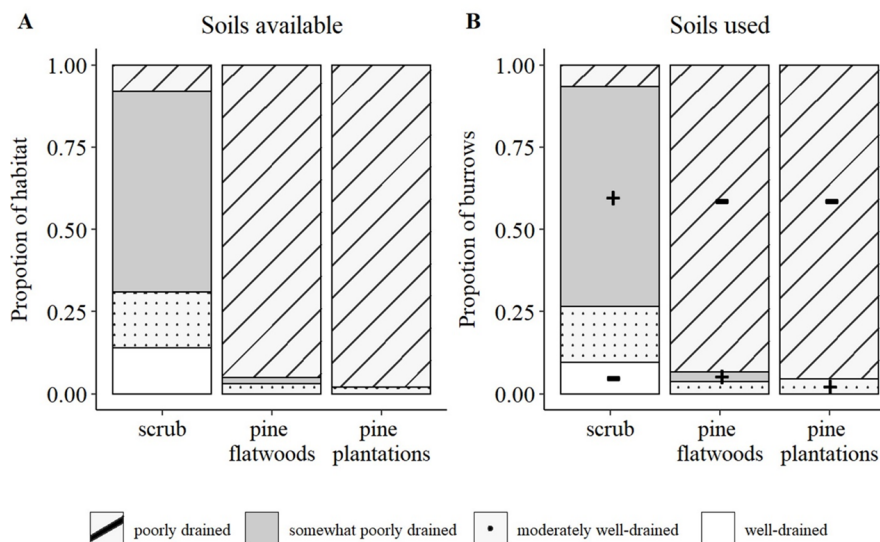 A Soils available
B Soils used
Propotion of habitat
1.00
0.75
0.50
0.25
0.00
scrub
pine
flatwoods
pine
plantations
Propotion of burrows
1.00
0.75
0.50
0.25
0.00
+
-
-
-
+
+
scrub
pine
flatwoods
pine
plantations
poorly drained
somewhat poorly drained
moderately well-drained
well-drained